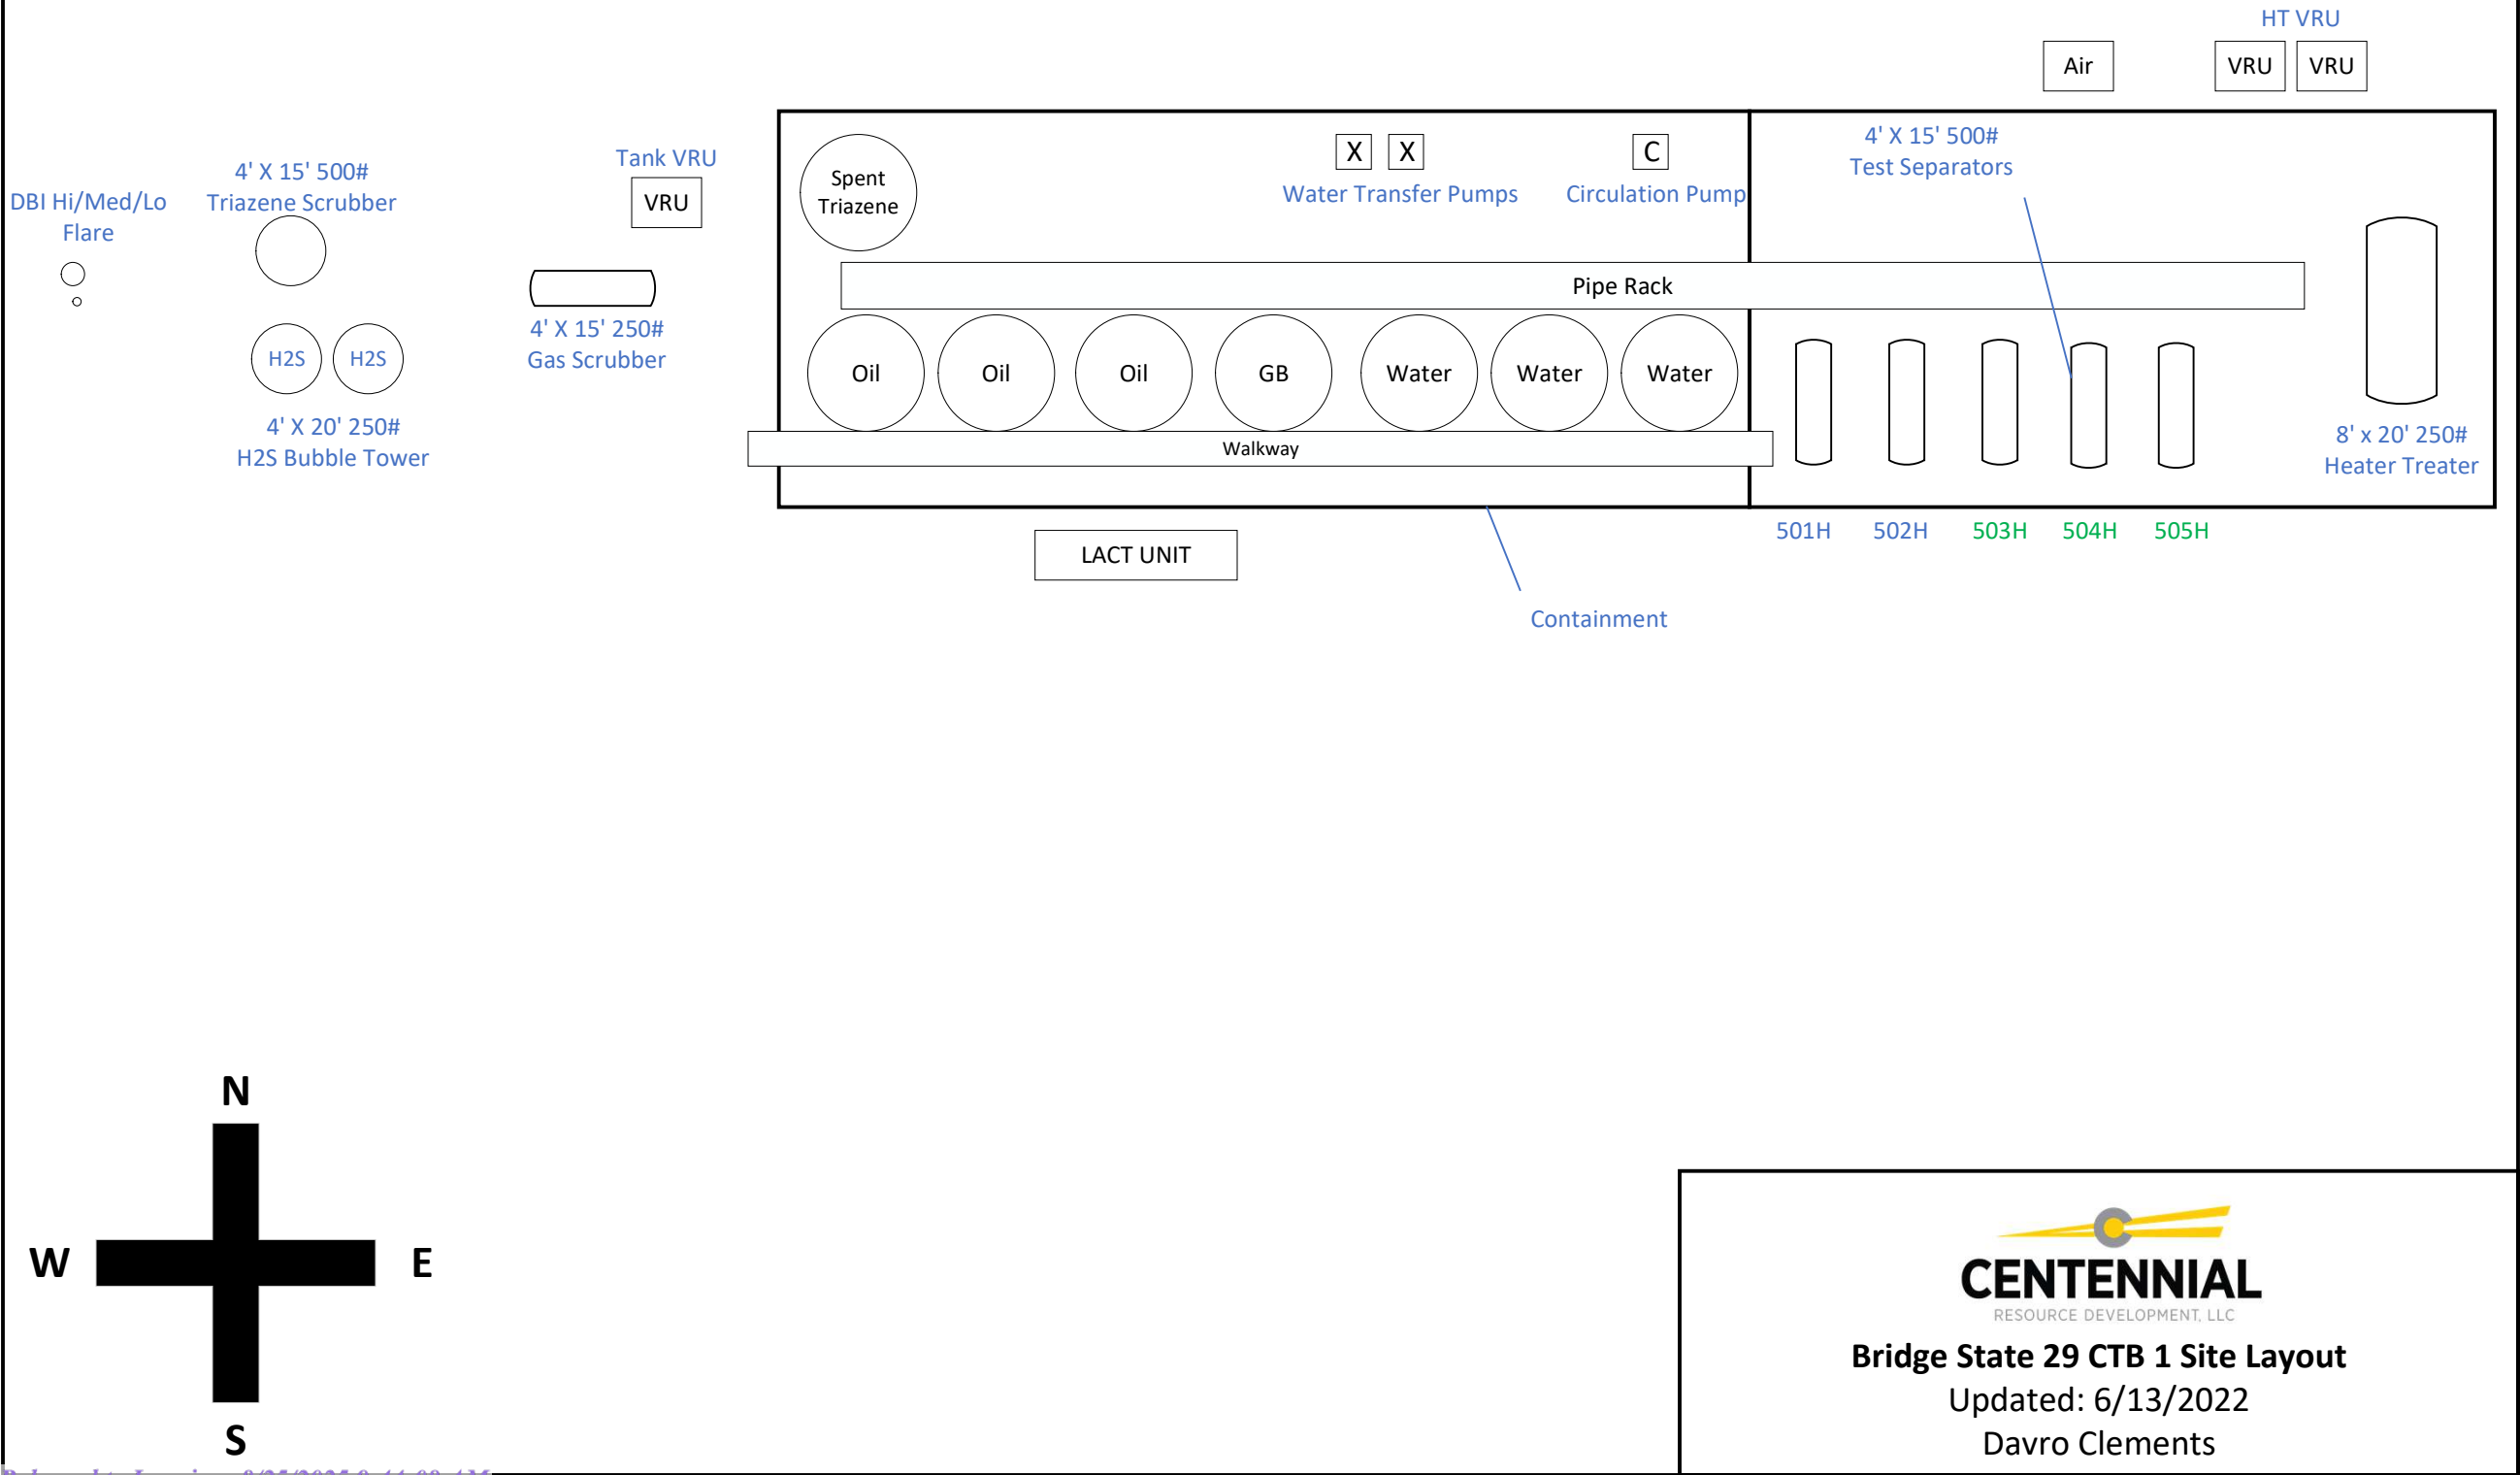 HT VRU
Air
VRU
VRU
4' X 15' 500#
Test Separators
X
X
C
Water Transfer Pumps
Circulation Pump
Tank VRU
VRU
Spent
Triazene
4' X 15' 500#
Triazene Scrubber
DBI Hi/Med/Lo
Flare
Pipe Rack
4' X 15' 250#
Gas Scrubber
H2S
H2S
4' X 20' 250#
H2S Bubble Tower
Oil
Oil
Oil
GB
Water
Water
Water
Walkway
8' x 20' 250#
Heater Treater
501H
502H
503H
504H
505H
LACT UNIT
Containment
N
W
E
S
CENTENNIAL
RESOURCE DEVELOPMENT, LLC
Bridge State 29 CTB 1 Site Layout
Updated: 6/13/2022
Davro Clements